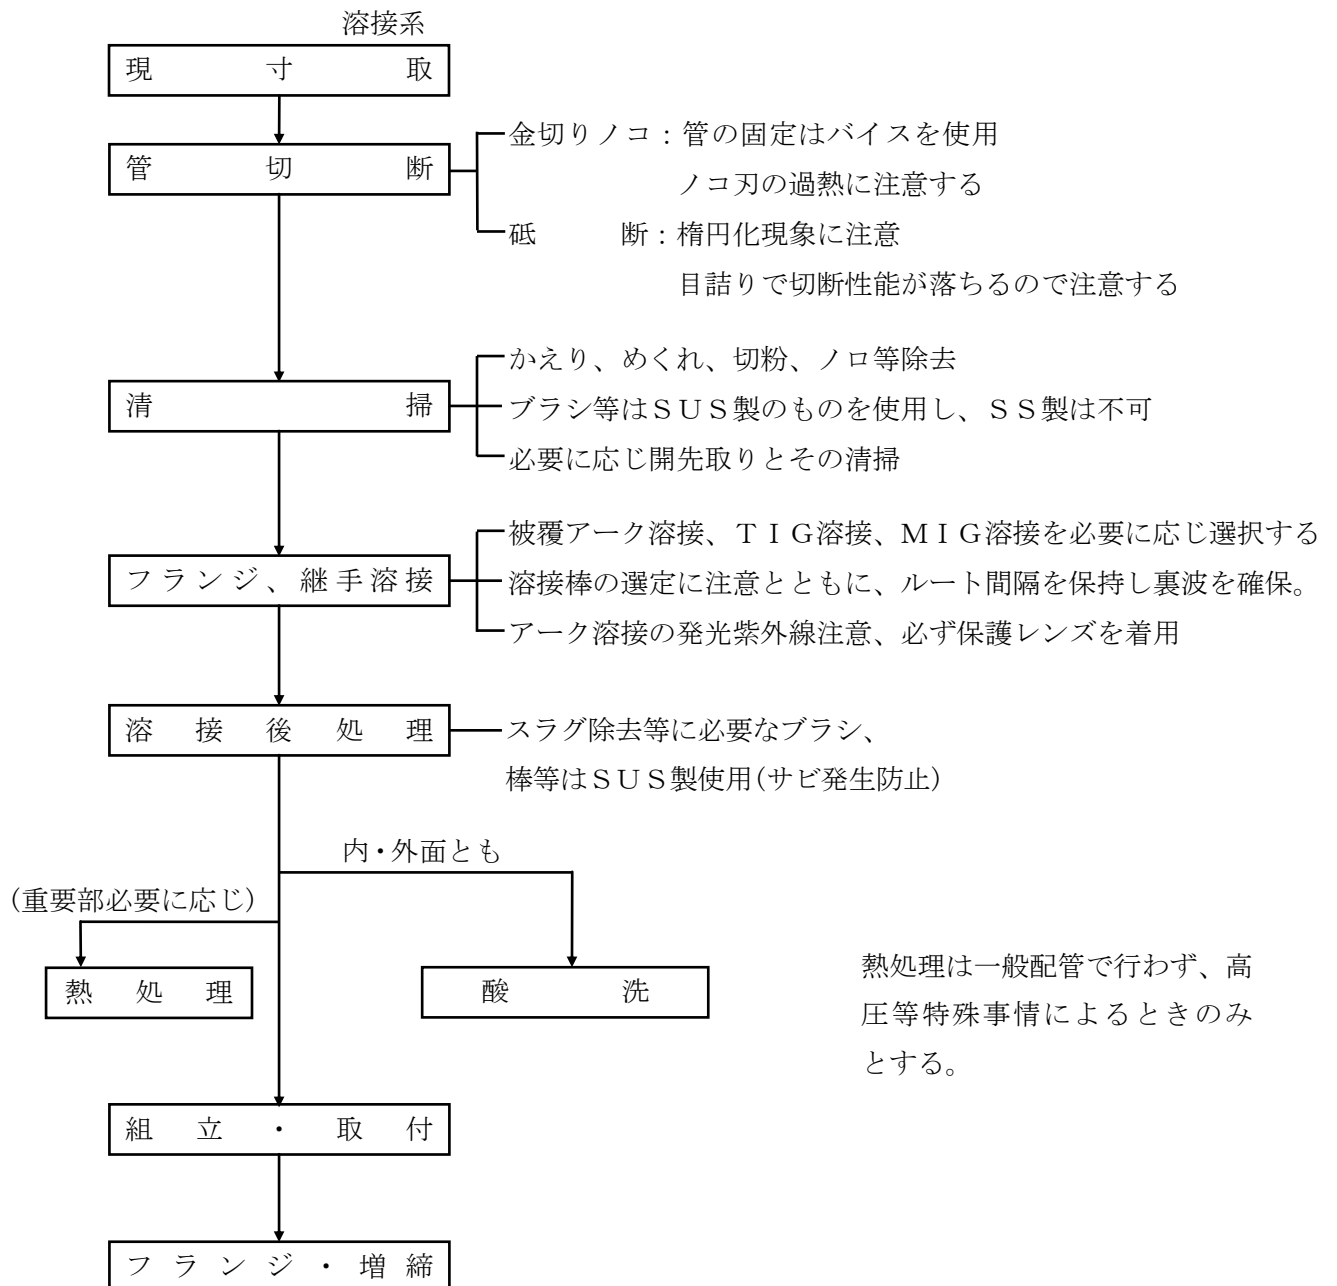 溶接系
現寸取
管切断
金切りノコ：管の固定はバイスを使用
ノコ刃の過熱に注意する
砥　　断：楕円化現象に注意
目詰りで切断性能が落ちるので注意する
清掃
かえり、めくれ、切粉、ノロ等除去
ブラシ等はＳＵＳ製のものを使用し、ＳＳ製は不可
必要に応じ開先取りとその清掃
フランジ、継手溶接
被覆アーク溶接、ＴＩＧ溶接、ＭＩＧ溶接を必要に応じ選択する
溶接棒の選定に注意とともに、ルート間隔を保持し裏波を確保。
アーク溶接の発光紫外線注意、必ず保護レンズを着用
溶接後処理
スラグ除去等に必要なブラシ、
棒等はＳＵＳ製使用(サビ発生防止)
内・外面とも
(重要部必要に応じ)
熱処理
酸洗
熱処理は一般配管で行わず、高
圧等特殊事情によるときのみ
とする。
組立・取付
フランジ・増締